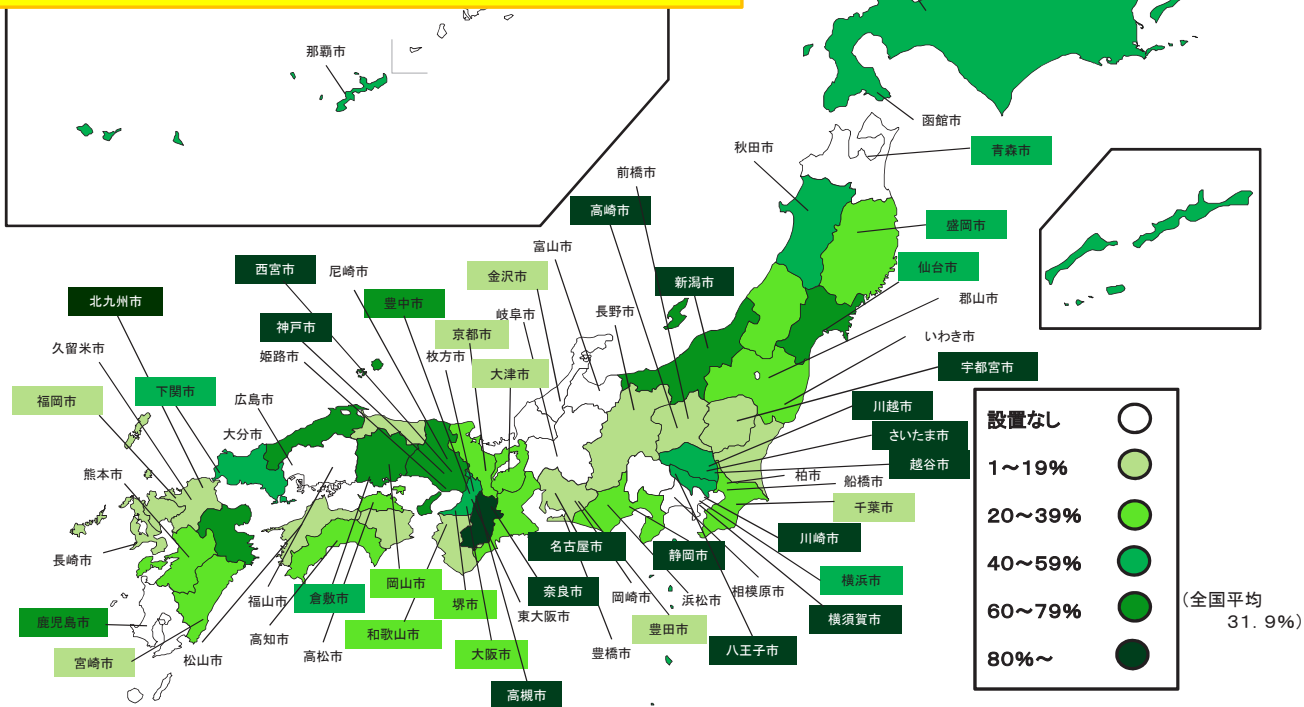 那覇市
函館市
青森市
秋田市
前橋市
高崎市
盛岡市
富山市
仙台市
西宮市
尼崎市
金沢市
新潟市
北九州市
豊中市
郡山市
神戸市
京都市
岐阜市
長野市
いわき市
久留米市
姫路市
枚方市
宇都宮市
下関市
大津市
福岡市
広島市
川越市
大分市
さいたま市
越谷市
熊本市
柏市
船橋市
千葉市
長崎市
名古屋市
静岡市
川崎市
福山市
倉敷市
岡山市
堺市
奈良市
岡崎市
浜松市
相模原市
横浜市
東大阪市
鹿児島市
高知市
和歌山市
豊田市
横須賀市
宮崎市
松山市
高松市
大阪市
豊橋市
八王子市
高槻市
設置なし
1～19%
20～39%
40～59%
60～79%
80%～
(全国平均
31.9%)